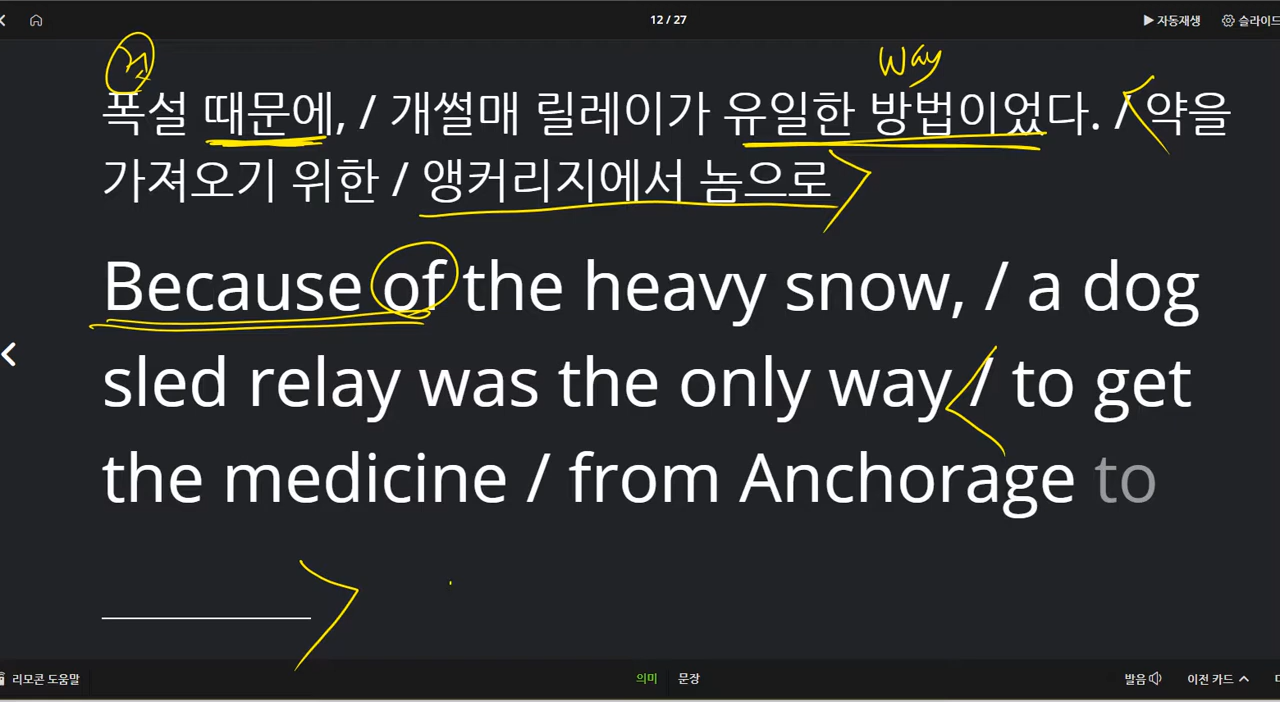 12 / 27
▶ 자동재생
슬라이드
way
폭설 때문에, / 개썰매 릴레이가 유일한 방법이었다. / 약을
가져오기 위한 / 앵커리지에서 놈으로
Because of the heavy snow, / a dog
sled relay was the only way / to get
the medicine / from Anchorage to
리모콘 도움말
의미
문장
발음
이전 카드